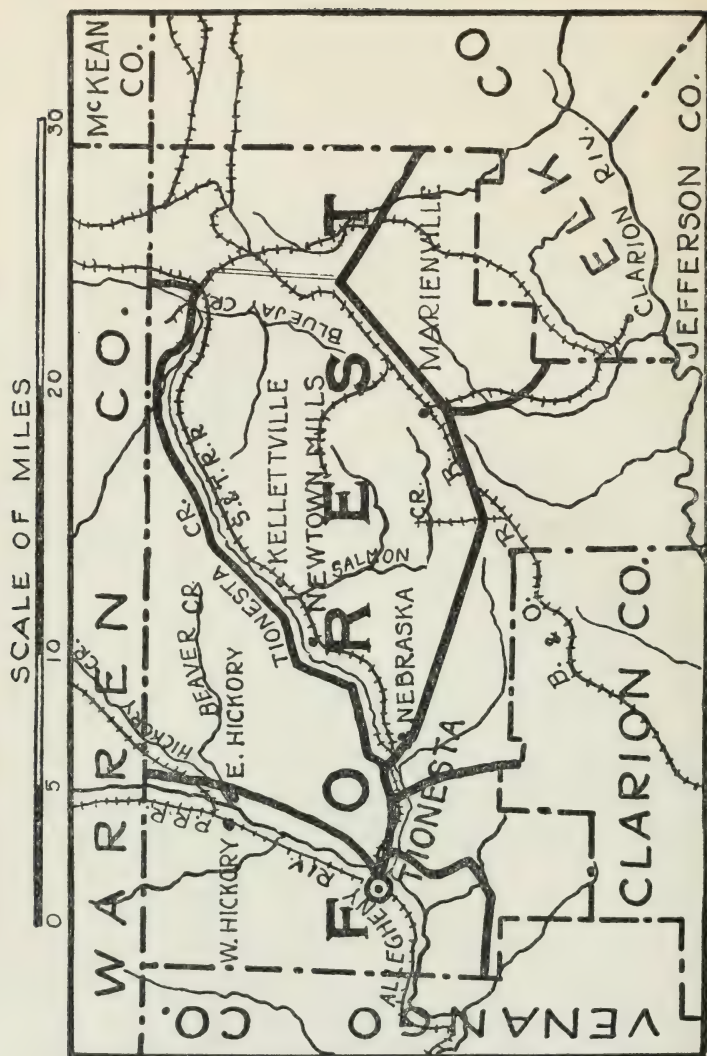 SCALE OF MILES
0 5 10 20 30
WARREN CO.
McKEAN
CO.
HICKORY CR.
BEAVER CR.
E. HICKORY
W. HICKORY
P.R.R.
ALLEGHENY RIV.
TIONESTA CR.
S. & T. R. R.
KELLETTVILLE
NEWTOWN MILLS
SALMON CR.
BLUE JAY CR.
FOREST
CO
NEBRASKA
TIONESTA
MARIENVILLE
B. & O. R. R.
ELK
CLARION RIV.
CLARION
JEFFERSON CO.
CLARION CO.
VENANGO CO.